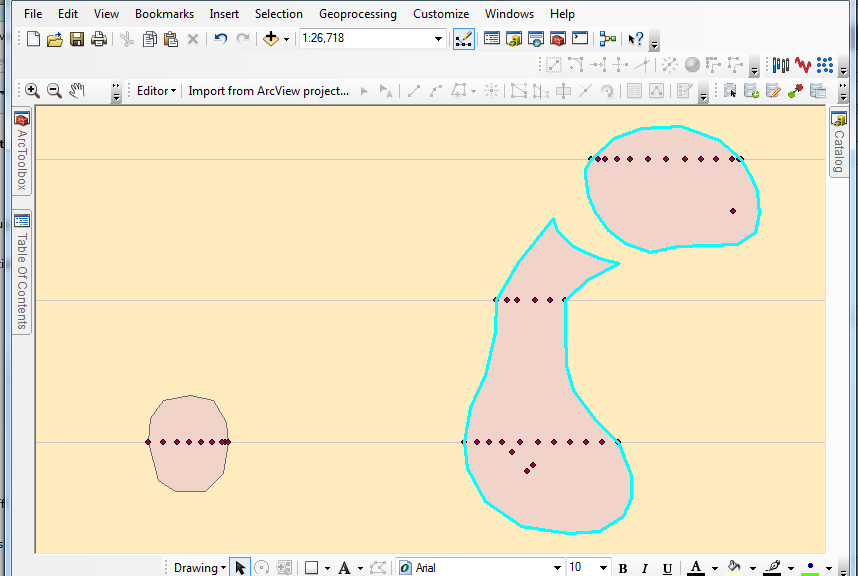 File Edit View Bookmarks Insert Selection Geoprocessing Customize Windows Help
1:26,718
Editor Import from ArcView project...
ArcToolbox
Table Of Contents
Catalog
Drawing A Arial 10 B I U A